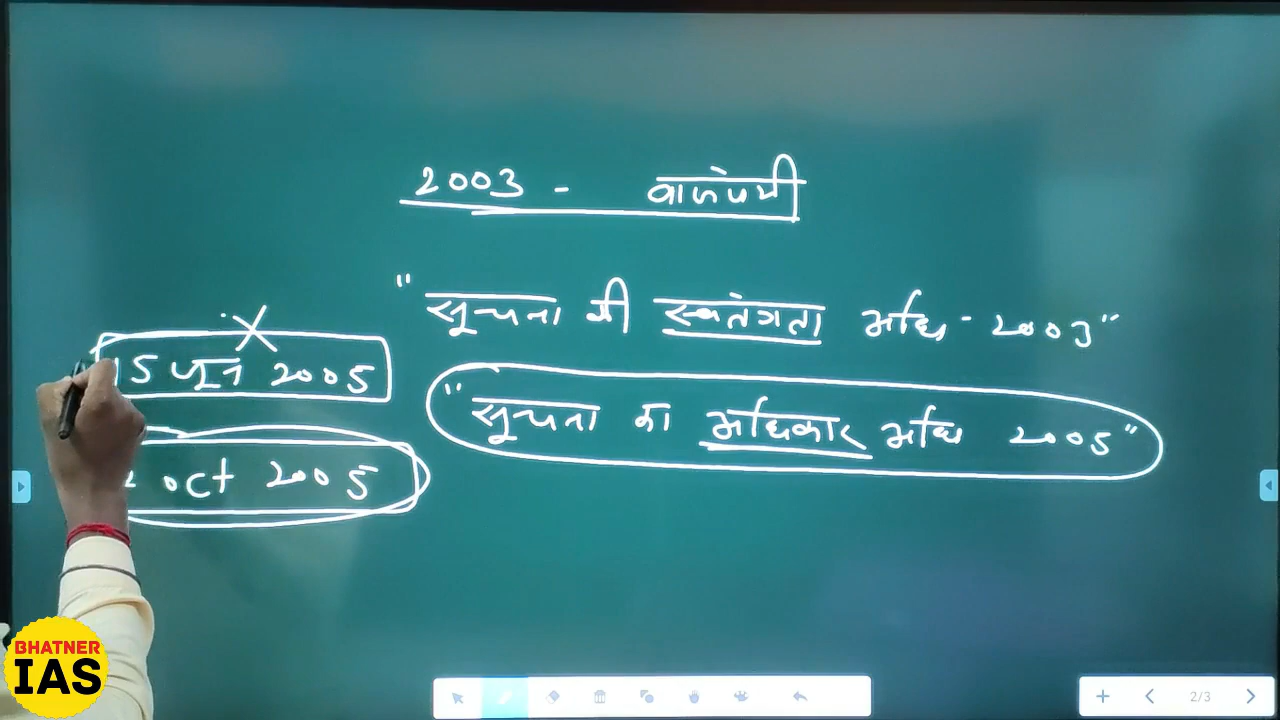 2003 - वाजपेयी
"सूचना की स्वतंत्रता अधि - 2003"
15 जून 2005
"सूचना का अधिकार अधि 2005"
2 oct 2005
BHATNER
IAS
2/3